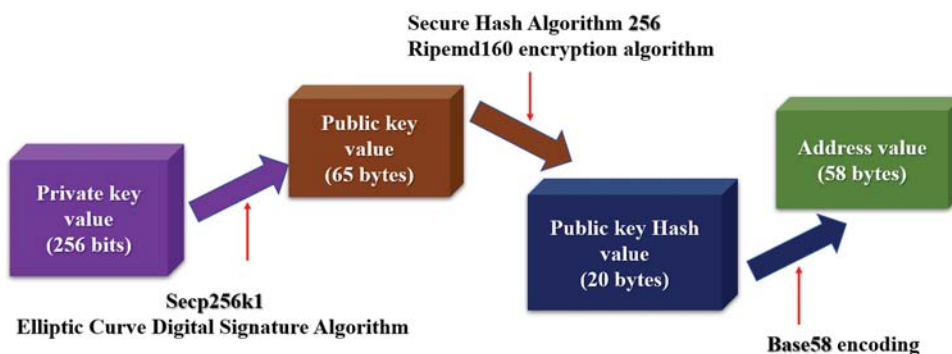 Secure Hash Algorithm 256
Ripemd160 encryption algorithm
Public key
value
(65 bytes)
Address value
(58 bytes)
Private key
value
(256 bits)
Public key Hash
value
(20 bytes)
Secp256k1
Elliptic Curve Digital Signature Algorithm
Base58 encoding